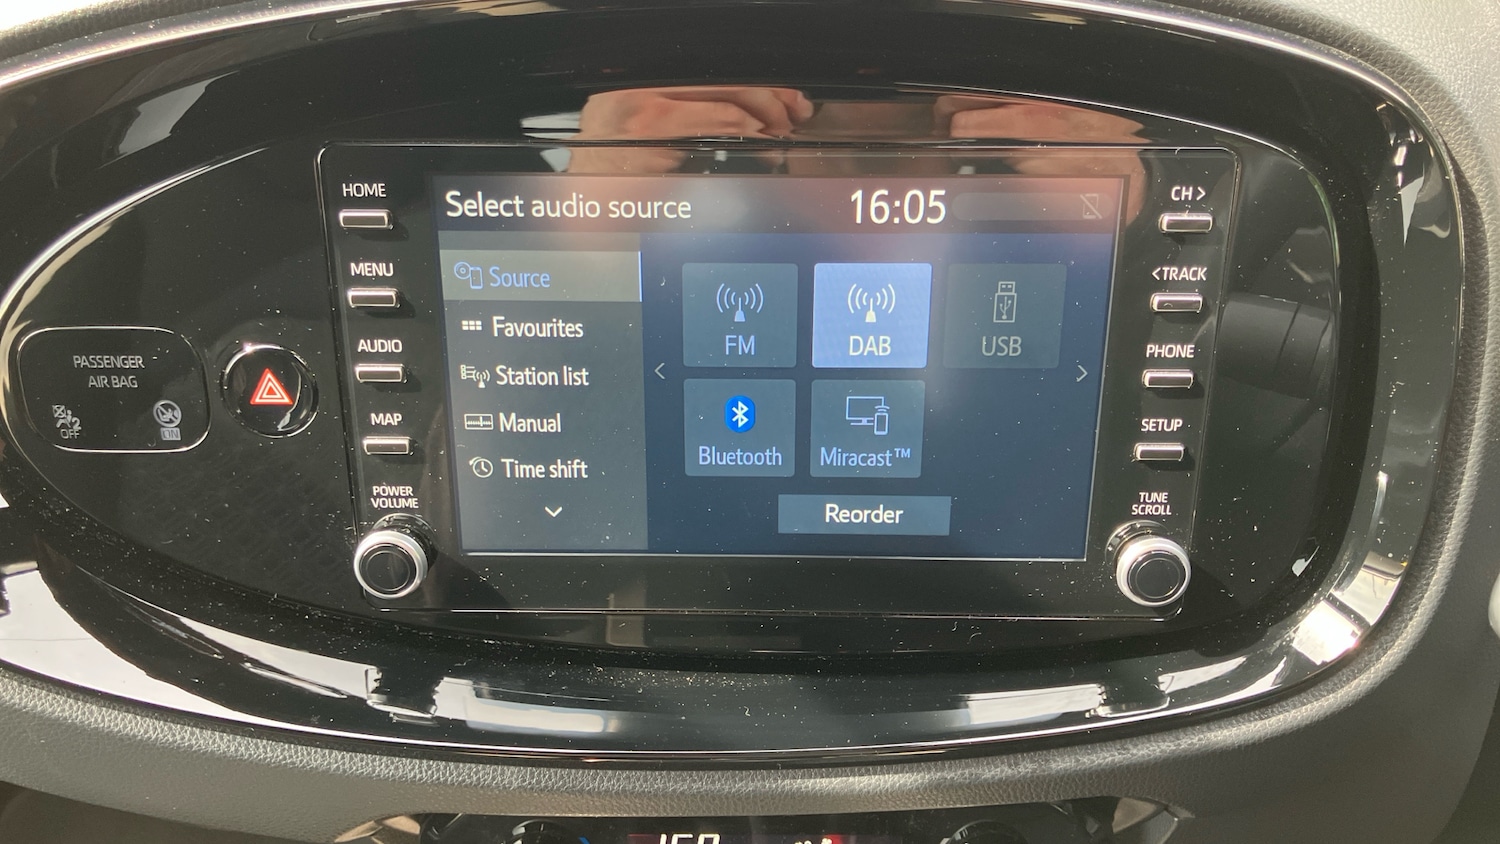 HOME
MENU
AUDIO
MAP
POWER
VOLUME
PASSENGER
AIR BAG
2
OFF
ON
Select audio source
16:05
Source
Favourites
Station list
Manual
Time shift
FM
DAB
USB
Bluetooth
Miracast™
Reorder
CH >
< TRACK
PHONE
SETUP
TUNE
SCROLL